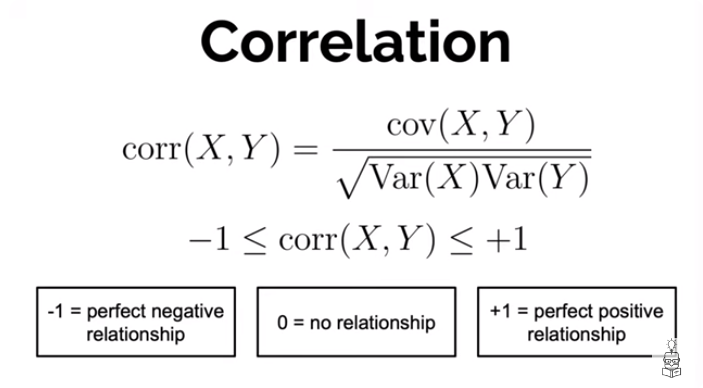 Correlation
corr(X, Y) = cov(X, Y) / √Var(X)Var(Y)
−1 ≤ corr(X, Y) ≤ +1
-1 = perfect negative
relationship
0 = no relationship
+1 = perfect positive
relationship